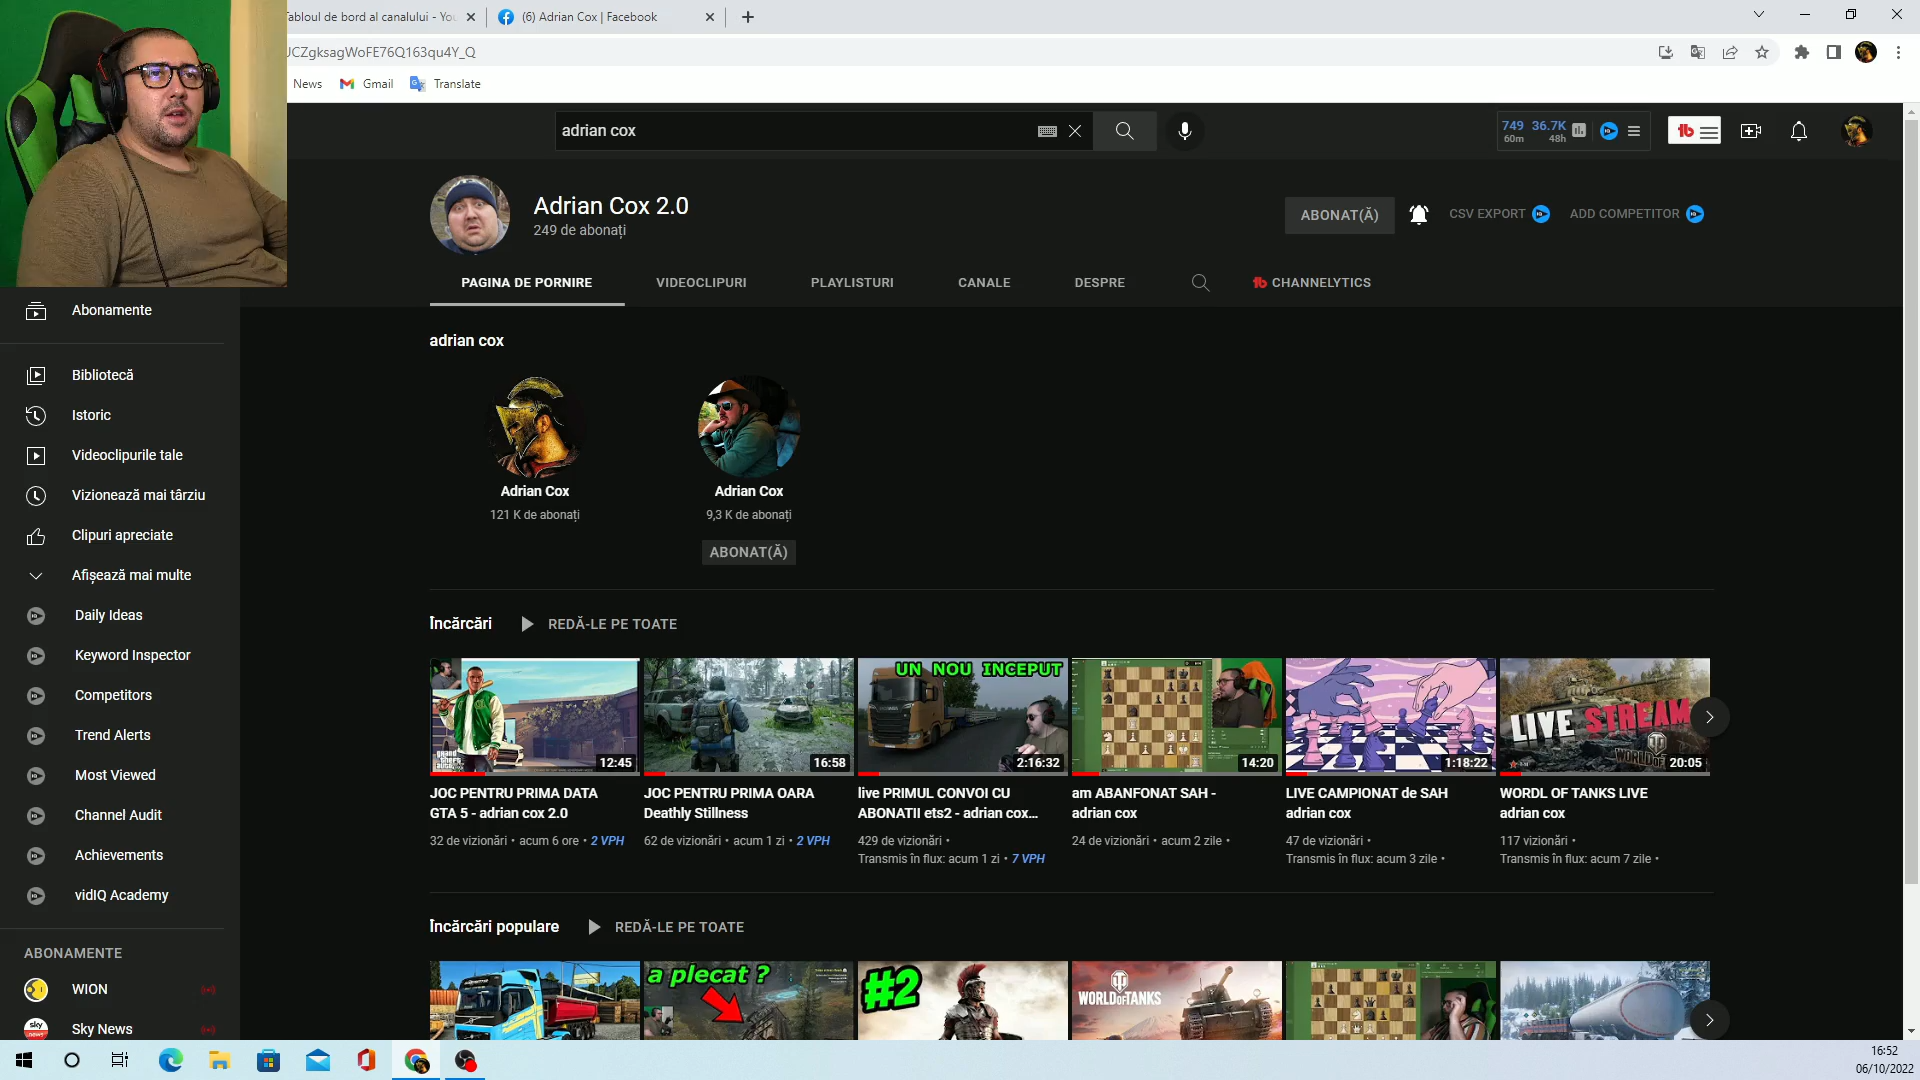 Tabloul de bord al canalului - You
(6) Adrian Cox | Facebook
UCZgksagWoFE76Q163qu4Y_Q
News
Gmail
Translate
adrian cox
749
60m
36.7K
48h
Adrian Cox 2.0
249 de abonați
ABONAT(Ă)
CSV EXPORT
ADD COMPETITOR
PAGINA DE PORNIRE
VIDEOCLIPURI
PLAYLISTURI
CANALE
DESPRE
CHANNELYTICS
Abonamente
Bibliotecă
Istoric
Videoclipurile tale
Vizionează mai târziu
Clipuri apreciate
Afișează mai multe
Daily Ideas
Keyword Inspector
Competitors
Trend Alerts
Most Viewed
Channel Audit
Achievements
vidIQ Academy
ABONAMENTE
WION
sky news
Sky News
adrian cox
Adrian Cox
121 K de abonați
Adrian Cox
9,3 K de abonați
ABONAT(Ă)
Încărcări
REDĂ-LE PE TOATE
12:45
JOC PENTRU PRIMA DATA
GTA 5 - adrian cox 2.0
32 de vizionări • acum 6 ore • 2 VPH
16:58
JOC PENTRU PRIMA OARA
Deathly Stillness
62 de vizionări • acum 1 zi • 2 VPH
UN NOU INCEPUT
2:16:32
live PRIMUL CONVOI CU
ABONATII ets2 - adrian cox...
429 de vizionări •
Transmis în flux: acum 1 zi • 7 VPH
14:20
am ABANFONAT SAH -
adrian cox
24 de vizionări • acum 2 zile •
1:18:22
LIVE CAMPIONAT de SAH
adrian cox
47 de vizionări •
Transmis în flux: acum 3 zile •
LIVE STREAM
20:05
WORDL OF TANKS LIVE
adrian cox
117 vizionări •
Transmis în flux: acum 7 zile •
Încărcări populare
REDĂ-LE PE TOATE
a plecat ?
#2
WORLD OF TANKS
16:52
06/10/2022